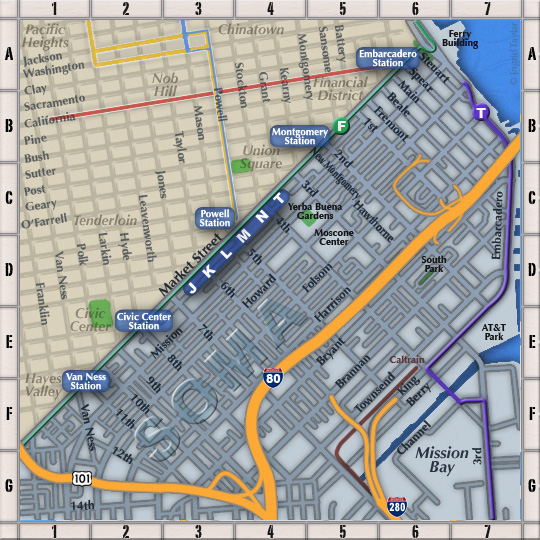 1 2 3 4 5 6 7
Pacific
Heights
Chinatown
Ferry
Building
A
A
Embarcadero
Station
Battery
Sansome
Montgomery
Kearny
Grant
Stockton
Powell
Mason
Taylor
Jones
Leavenworth
Hyde
Larkin
Polk
Van Ness
Franklin
Jackson
Washington
Clay
Sacramento
California
Pine
Bush
Sutter
Post
Geary
O'Farrell
Nob
Hill
Financial
District
Steuart
Spear
Main
Beale
Fremont
1st
T
B
B
F
Montgomery
Station
Union
Square
2nd
New Montgomery
3rd
Hawthorne
C
C
Yerba Buena
Gardens
Moscone
Center
Powell
Station
Tenderloin
J K L M N T
Market Street
4th
5th
6th
7th
8th
9th
10th
11th
12th
14th
Mission
Howard
Folsom
Harrison
Bryant
Brannan
Townsend
King
Berry
Channel
Embarcadero
D
D
South
Park
Civic
Center
Civic Center
Station
E
E
AT&T
Park
Caltrain
80
Hayes
Valley
Van Ness
Station
Van Ness
F
F
Mission
Bay
3rd
G
G
101
280
1 2 3 4 5 6 7